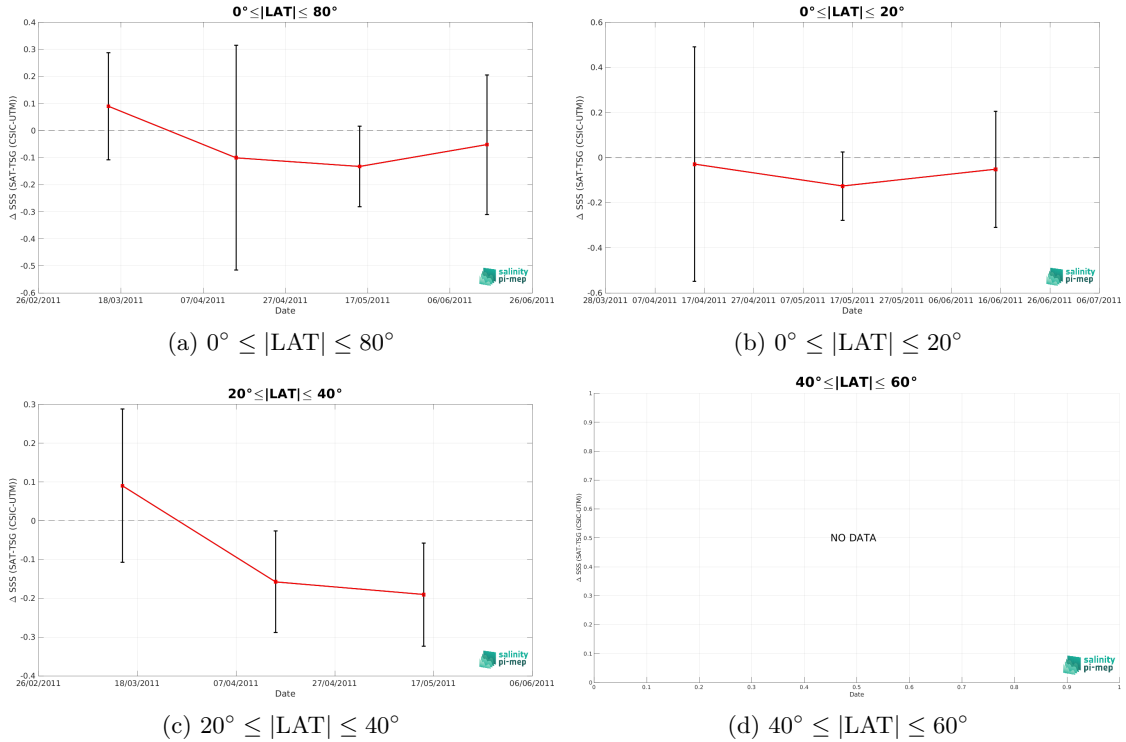 0°≤|LAT|≤ 80°
Δ SSS (SAT-TSG (CSIC-UTM))
0.4
0.3
0.2
0.1
0
-0.1
-0.2
-0.3
-0.4
-0.5
-0.6
26/02/2011 18/03/2011 07/04/2011 27/04/2011 17/05/2011 06/06/2011 26/06/2011
Date
salinity
pi-mep
(a) 0° ≤ |LAT| ≤ 80°
0°≤|LAT|≤ 20°
Δ SSS (SAT-TSG (CSIC-UTM))
0.6
0.4
0.2
0
-0.2
-0.4
-0.6
28/03/2011 07/04/2011 17/04/2011 27/04/2011 07/05/2011 17/05/2011 27/05/2011 06/06/2011 16/06/2011 26/06/2011 06/07/2011
Date
salinity
pi-mep
(b) 0° ≤ |LAT| ≤ 20°
20°≤|LAT|≤ 40°
Δ SSS (SAT-TSG (CSIC-UTM))
0.3
0.2
0.1
0
-0.1
-0.2
-0.3
-0.4
26/02/2011 18/03/2011 07/04/2011 27/04/2011 17/05/2011 06/06/2011
Date
salinity
pi-mep
(c) 20° ≤ |LAT| ≤ 40°
40°≤|LAT|≤ 60°
Δ SSS (SAT-TSG (CSIC-UTM))
1
0.9
0.8
0.7
0.6
0.5
0.4
0.3
0.2
0.1
0
NO DATA
0 0.1 0.2 0.3 0.4 0.5 0.6 0.7 0.8 0.9 1
Date
salinity
pi-mep
(d) 40° ≤ |LAT| ≤ 60°